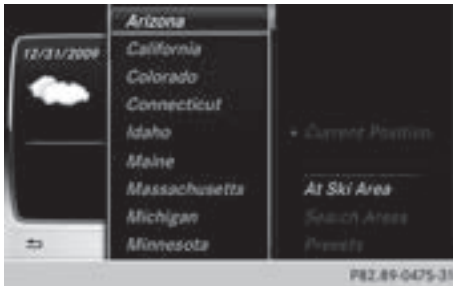 12/31/2009
Arizona
California
Colorado
Connecticut
Idaho
Maine
Massachusetts
Michigan
Minnesota
Current Position
At Ski Area
Search Areas
Presets
P82.89-0475-31